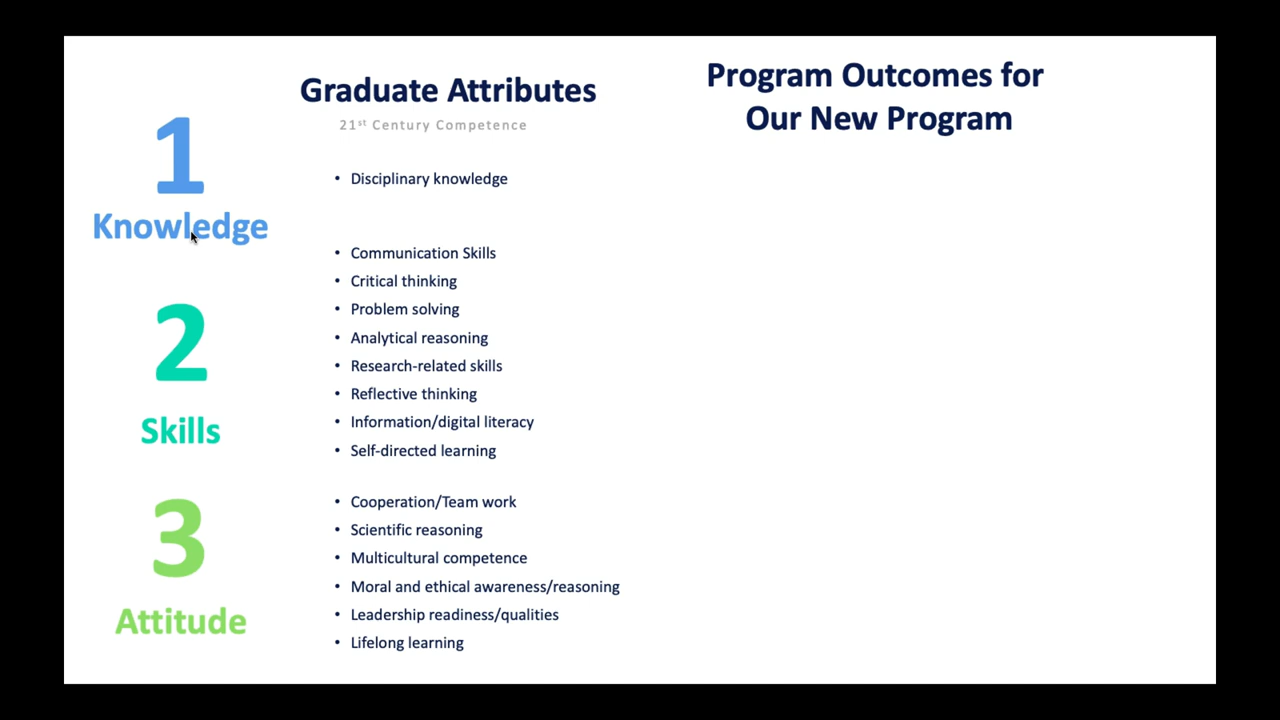 Graduate Attributes
21st Century Competence
Program Outcomes for
Our New Program
1
Knowledge
• Disciplinary knowledge
2
Skills
• Communication Skills
• Critical thinking
• Problem solving
• Analytical reasoning
• Research-related skills
• Reflective thinking
• Information/digital literacy
• Self-directed learning
3
Attitude
• Cooperation/Team work
• Scientific reasoning
• Multicultural competence
• Moral and ethical awareness/reasoning
• Leadership readiness/qualities
• Lifelong learning